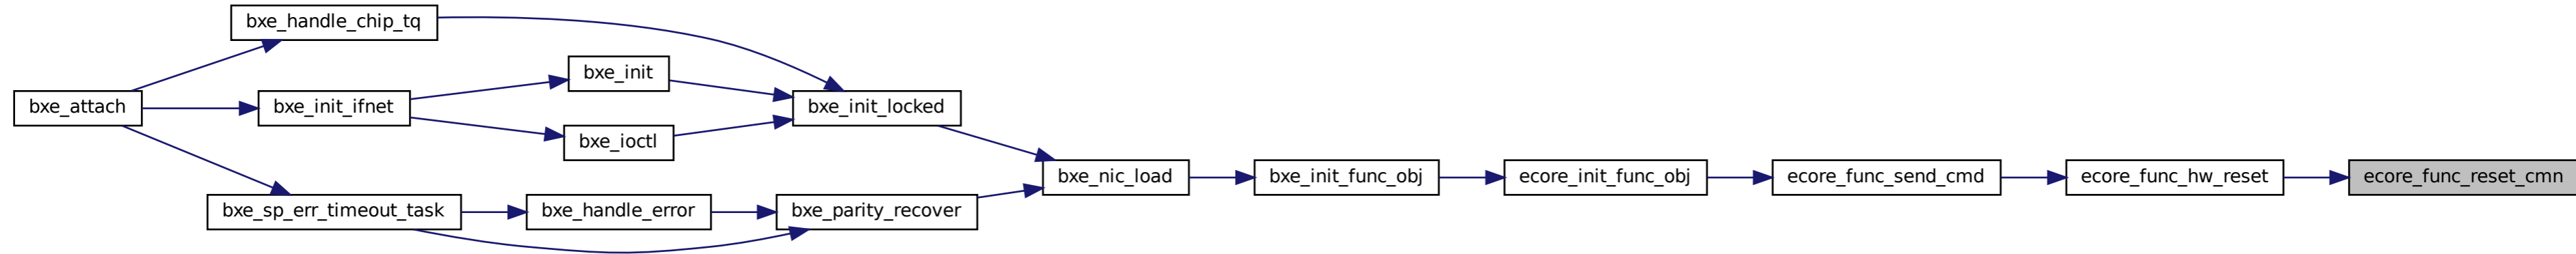 bxe_handle_chip_tq
bxe_init
bxe_attach
bxe_init_ifnet
bxe_init_locked
bxe_ioctl
bxe_nic_load
bxe_init_func_obj
ecore_init_func_obj
ecore_func_send_cmd
ecore_func_hw_reset
ecore_func_reset_cmn
bxe_sp_err_timeout_task
bxe_handle_error
bxe_parity_recover